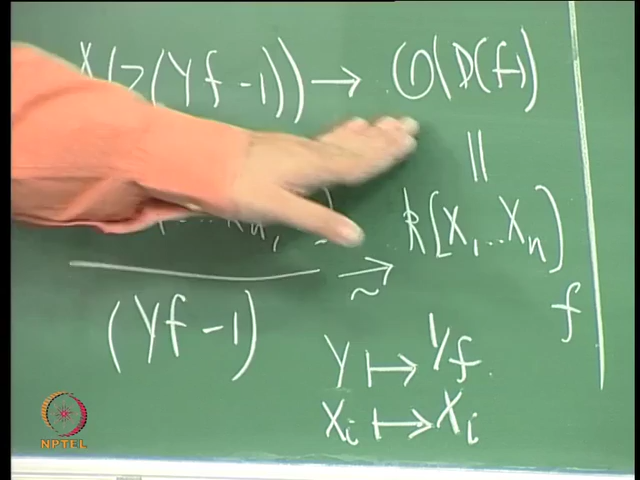 (Z(Yf-1)) → O(D(f))
||
k[X1...Xn]f
(Yf-1) →~
Y ↦ 1/f.
Xi ↦ Xi
NPTEL